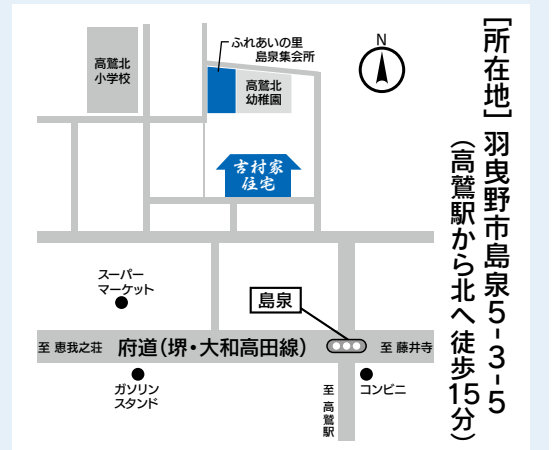 [所在地] 羽曳野市島泉5-3-5
(高鷲駅から北へ徒歩15分)
N
ふれあいの里
島泉集会所
高鷲北
小学校
高鷲北
幼稚園
吉村家
住宅
スーパー
マーケット
島泉
至 恵我之荘
府道(堺・大和高田線)
至 藤井寺
ガソリン
スタンド
至 高鷲駅
コンビニ